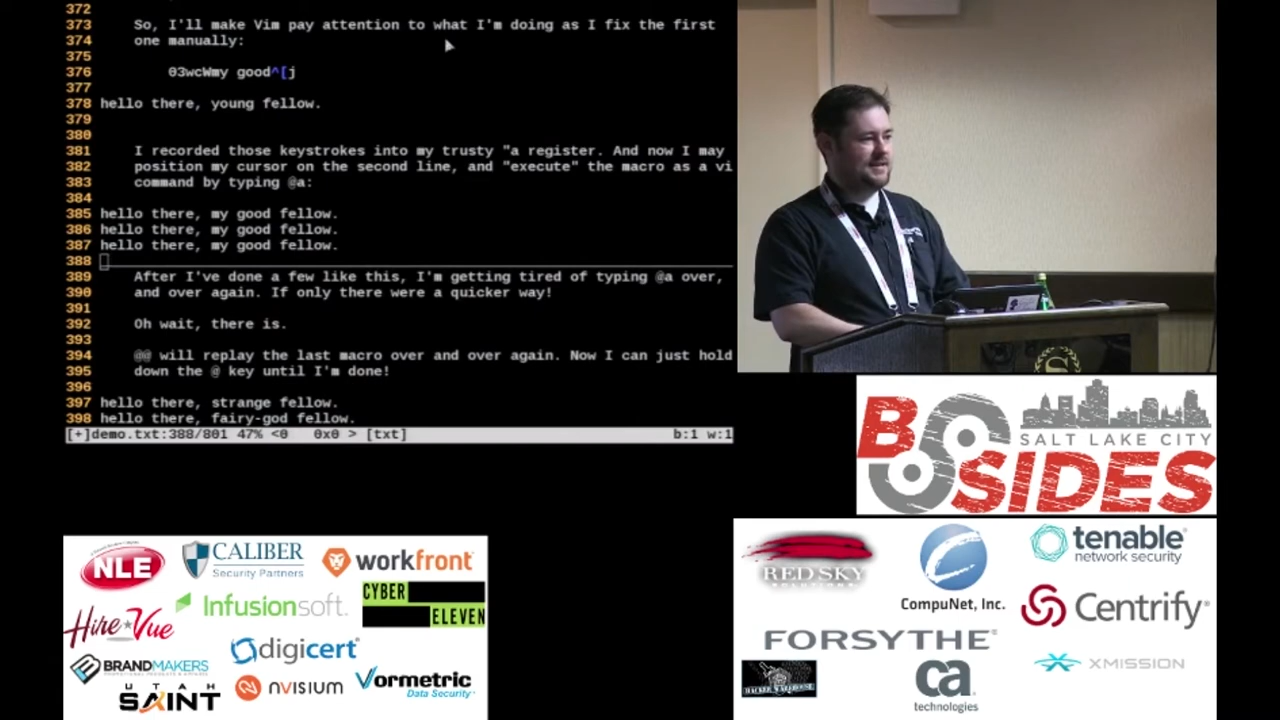 372
373 So, I'll make Vim pay attention to what I'm doing as I fix the first
374 one manually:
375
376 03wcWmy good^[j
377
378 hello there, young fellow.
379
380
381 I recorded those keystrokes into my trusty "a register. And now I may
382 position my cursor on the second line, and "execute" the macro as a vi
383 command by typing @a:
384
385 hello there, my good fellow.
386 hello there, my good fellow.
387 hello there, my good fellow.
388
389 After I've done a few like this, I'm getting tired of typing @a over,
390 and over again. If only there were a quicker way!
391
392 Oh wait, there is.
393
394 @@ will replay the last macro over and over again. Now I can just hold
395 down the @ key until I'm done!
396
397 hello there, strange fellow.
398 hello there, fairy-god fellow.
[+]demo.txt:388/801 47% <0 0x0 > [txt] b:1 w:1
BSIDES
SALT LAKE CITY
NLE
CALIBER
Security Partners
workfront
HireVue
Infusionsoft.
CYBER
ELEVEN
digicert®
BRANDMAKERS
UTAH
SAINT
nVISIUM
Vormetric
Data Security™
RED SKY
SOLUTIONS
CompuNet, Inc.
tenable®
network security
Centrify®
FORSYTHE®
HACKER WAREHOUSE
ca
technologies
XMISSION